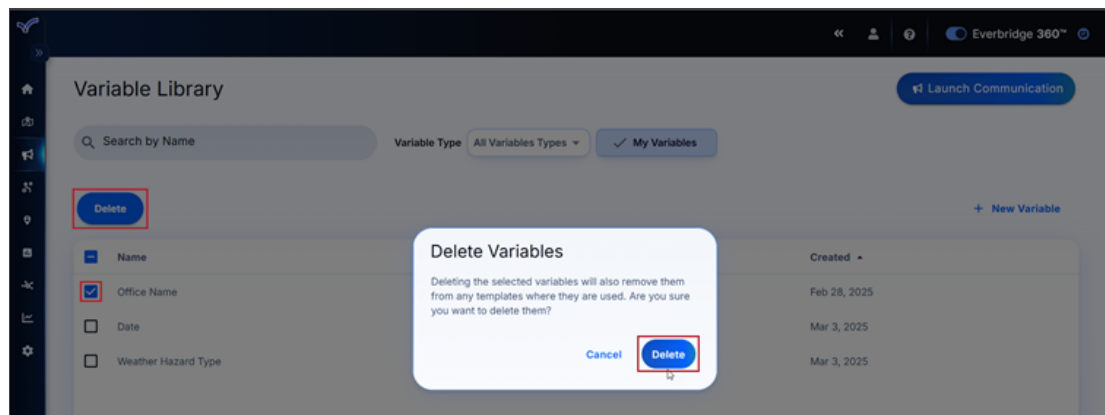 Everbridge 360™
Variable Library
Launch Communication
Search by Name
Variable Type All Variables Types My Variables
Delete
+ New Variable
Name Created
Office Name Feb 28, 2025
Date Mar 3, 2025
Weather Hazard Type Mar 3, 2025
Delete Variables
Deleting the selected variables will also remove them
from any templates where they are used. Are you sure
you want to delete them?
Cancel Delete